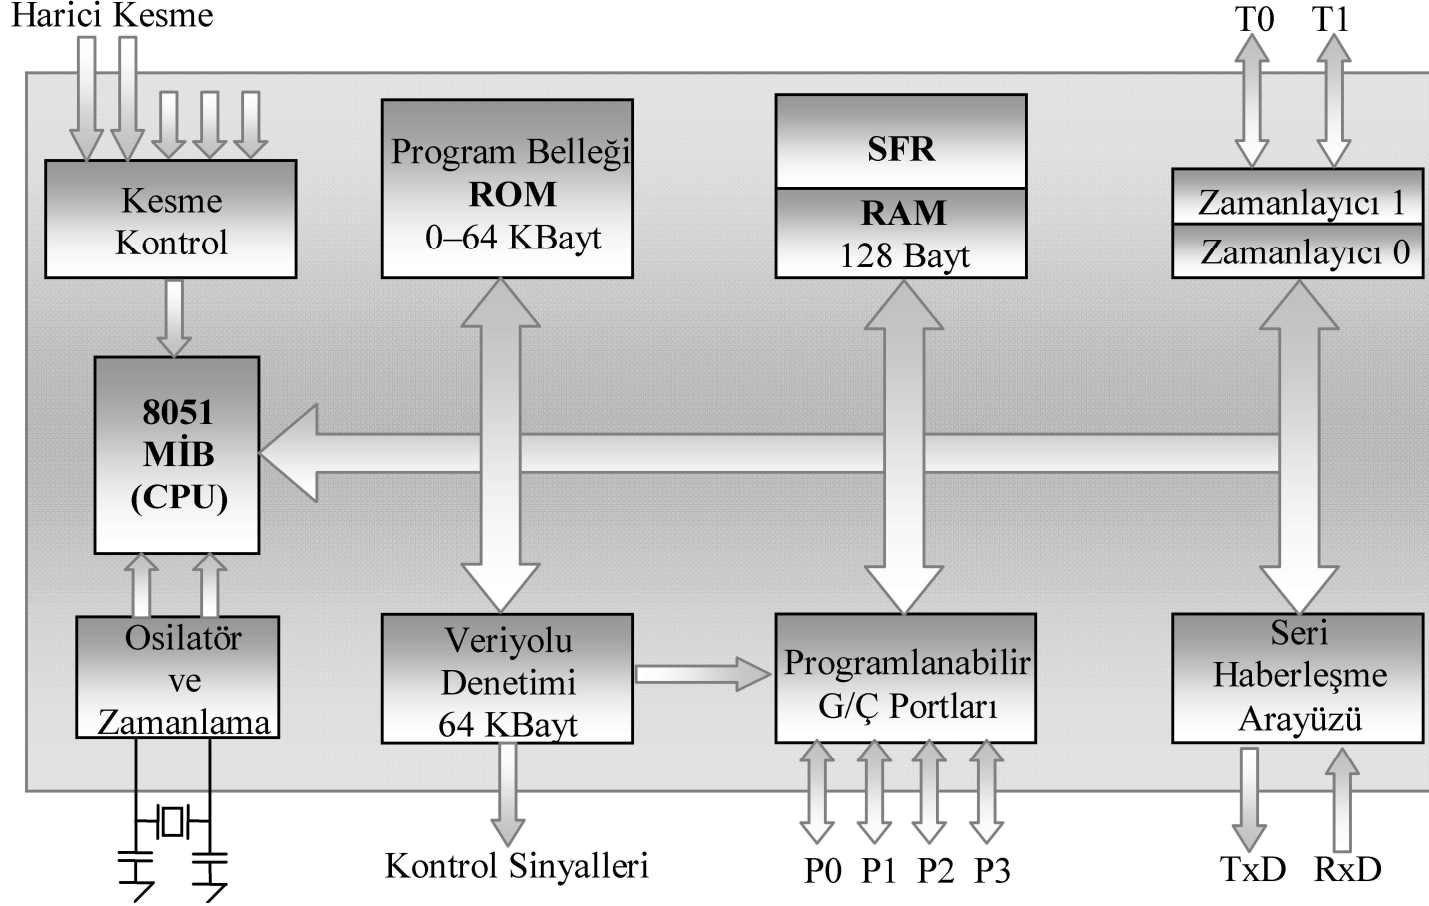 Harici Kesme
T0 T1
Kesme
Kontrol
Program Belleği
ROM
0–64 KBayt
SFR
RAM
128 Bayt
Zamanlayıcı 1
Zamanlayıcı 0
8051
MİB
(CPU)
Osilatör
ve
Zamanlama
Veriyolu
Denetimi
64 KBayt
Programlanabilir
G/Ç Portları
Seri
Haberleşme
Arayüzü
Kontrol Sinyalleri
P0 P1 P2 P3
TxD RxD